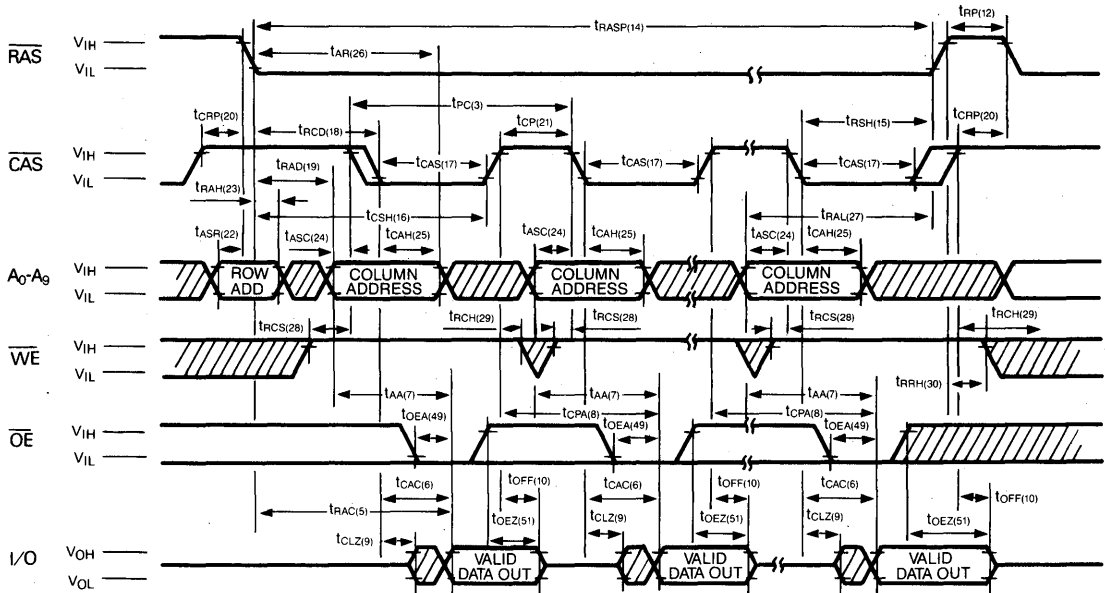 tRASP(14)
tRP(12)
RAS
VIH
VIL
tAR(26)
tPC(3)
tCRP(20)
tRCD(18)
tCP(21)
tRSH(15)
tCRP(20)
CAS
VIH
VIL
tRAD(19)
tCAS(17)
tCAS(17)
tCAS(17)
tRAH(23)
tCSH(16)
tRAL(27)
tASR(22)
tASC(24)
tCAH(25)
tASC(24)
tCAH(25)
tASC(24)
tCAH(25)
A0-A9
VIH
VIL
ROW ADD
COLUMN ADDRESS
COLUMN ADDRESS
COLUMN ADDRESS
tRCS(28)
tRCH(29)
tRCS(28)
tRCS(28)
tRCH(29)
WE
VIH
VIL
tAA(7)
tAA(7)
tAA(7)
tRRH(30)
tOEA(49)
tCPA(8)
tOEA(49)
tCPA(8)
tOEA(49)
OE
VIH
VIL
tCAC(6)
tOFF(10)
tCAC(6)
tOFF(10)
tCAC(6)
tOFF(10)
tRAC(5)
tCLZ(9)
tOEZ(51)
tCLZ(9)
tOEZ(51)
tCLZ(9)
tOEZ(51)
I/O
VOH
VOL
VALID DATA OUT
VALID DATA OUT
VALID DATA OUT